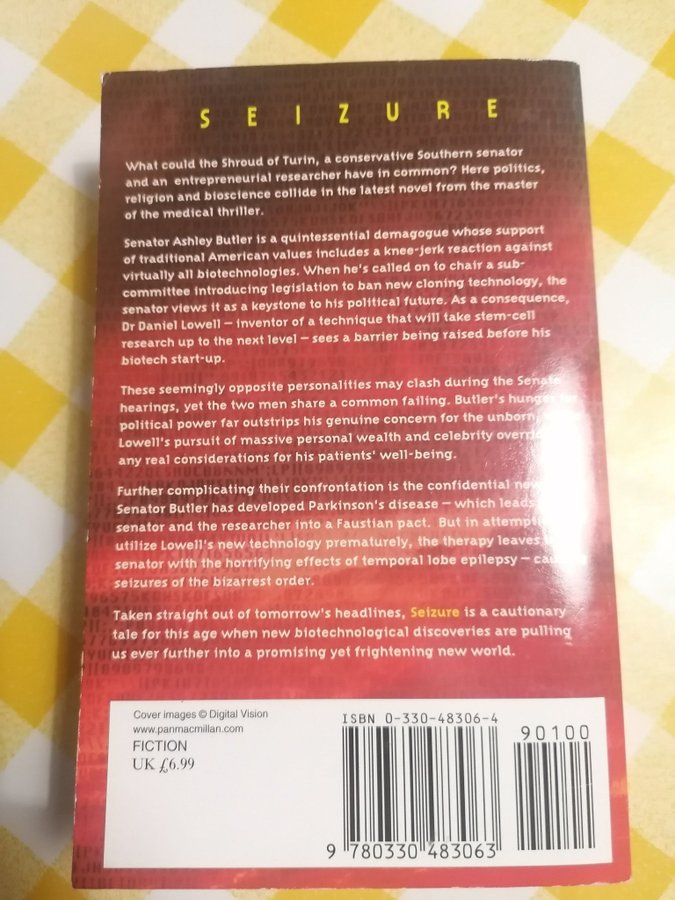 SEIZURE
What could the Shroud of Turin, a conservative Southern senator
and an entrepreneurial researcher have in common? Here politics,
religion and bioscience collide in the latest novel from the master
of the medical thriller.
Senator Ashley Butler is a quintessential demagogue whose support
of traditional American values includes a knee-jerk reaction against
virtually all biotechnologies. When he's called on to chair a sub-
committee introducing legislation to ban new cloning technology, the
senator views it as a keystone to his political future. As a consequence,
Dr Daniel Lowell – inventor of a technique that will take stem-cell
research up to the next level – sees a barrier being raised before his
biotech start-up.
These seemingly opposite personalities may clash during the Senate
hearings, yet the two men share a common failing. Butler's hunger for
political power far outstrips his genuine concern for the unborn,
Lowell's pursuit of massive personal wealth and celebrity
any real considerations for his patients' well-being.
Further complicating their confrontation is the confidential
Senator Butler has developed Parkinson's disease – which leads
senator and the researcher into a Faustian pact. But in
utilize Lowell's new technology prematurely, the therapy leaves
senator with the horrifying effects of temporal lobe epilepsy –
seizures of the bizarrest order.
Taken straight out of tomorrow's headlines, Seizure is a cautionary
tale for this age when new biotechnological discoveries are pulling
us ever further into a promising yet frightening new world.
Cover images © Digital Vision
www.panmacmillan.com
FICTION
UK £6.99
ISBN 0-330-48306-4
90100
9 780330 483063